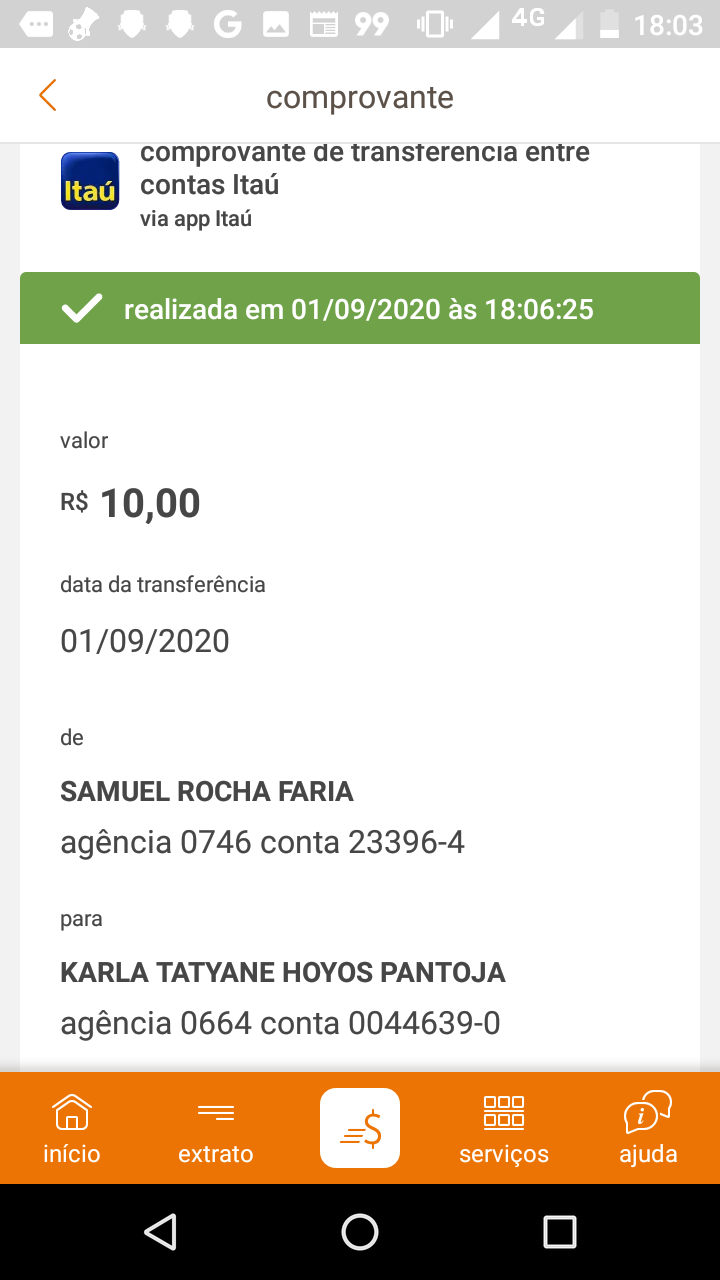 99 4G 18:03
comprovante
comprovante de transferência entre
contas Itaú
Itaú
via app Itaú
realizada em 01/09/2020 às 18:06:25
valor
R$ 10,00
data da transferência
01/09/2020
de
SAMUEL ROCHA FARIA
agência 0746 conta 23396-4
para
KARLA TATYANE HOYOS PANTOJA
agência 0664 conta 0044639-0
início extrato serviços ajuda